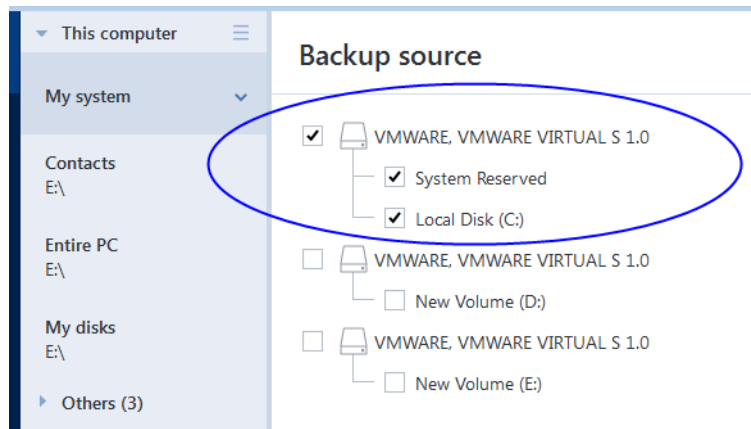 This computer
My system
Contacts
E:\
Entire PC
E:\
My disks
E:\
Others (3)
Backup source
VMWARE, VMWARE VIRTUAL S 1.0
System Reserved
Local Disk (C:)
VMWARE, VMWARE VIRTUAL S 1.0
New Volume (D:)
VMWARE, VMWARE VIRTUAL S 1.0
New Volume (E:)